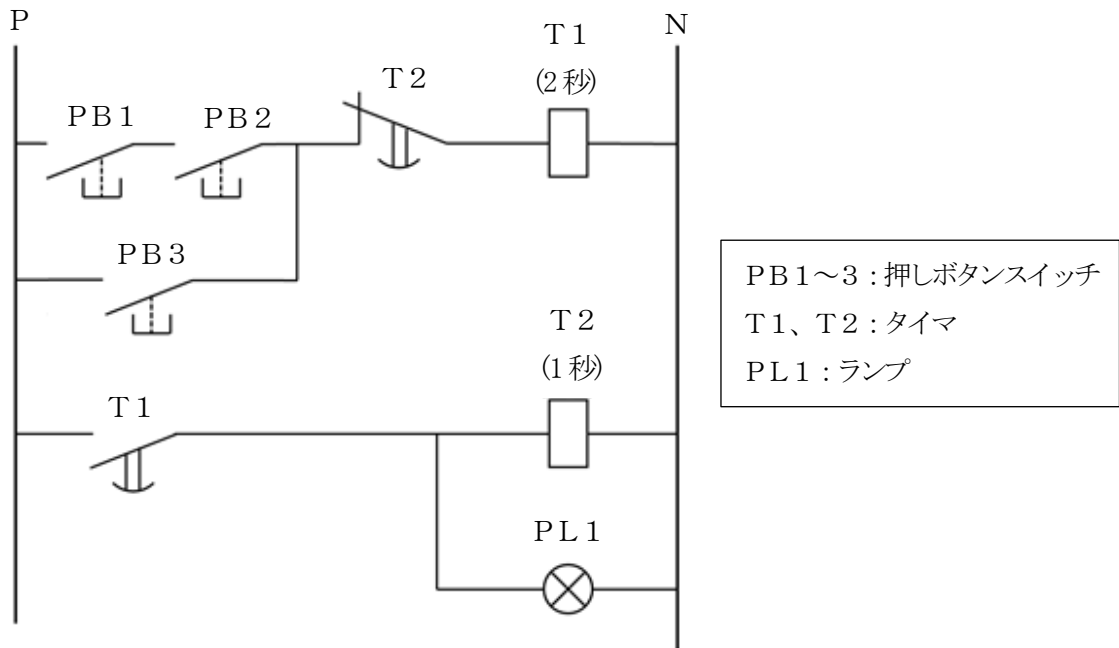 P
N
T1
(2秒)
T2
PB1
PB2
PB3
T2
(1秒)
T1
PL1
PB1～3：押しボタンスイッチ
T1、T2：タイマ
PL1：ランプ